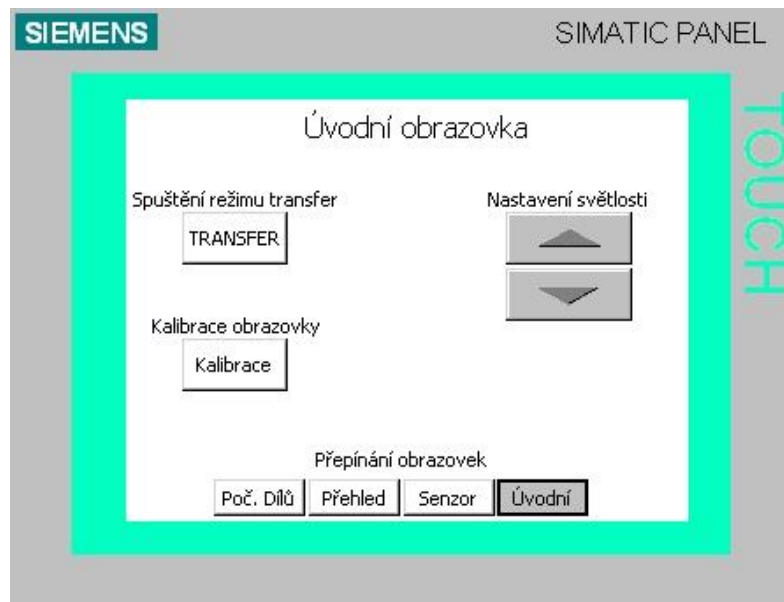 SIEMENS
SIMATIC PANEL
TOUCH
Úvodní obrazovka
Spuštění režimu transfer
TRANSFER
Nastavení světlosti
Kalibrace obrazovky
Kalibrace
Přepínání obrazovek
Poč. Dílů Přehled Senzor Úvodní